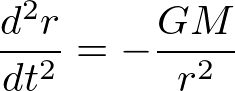 d²r/dt² = −GM/r²